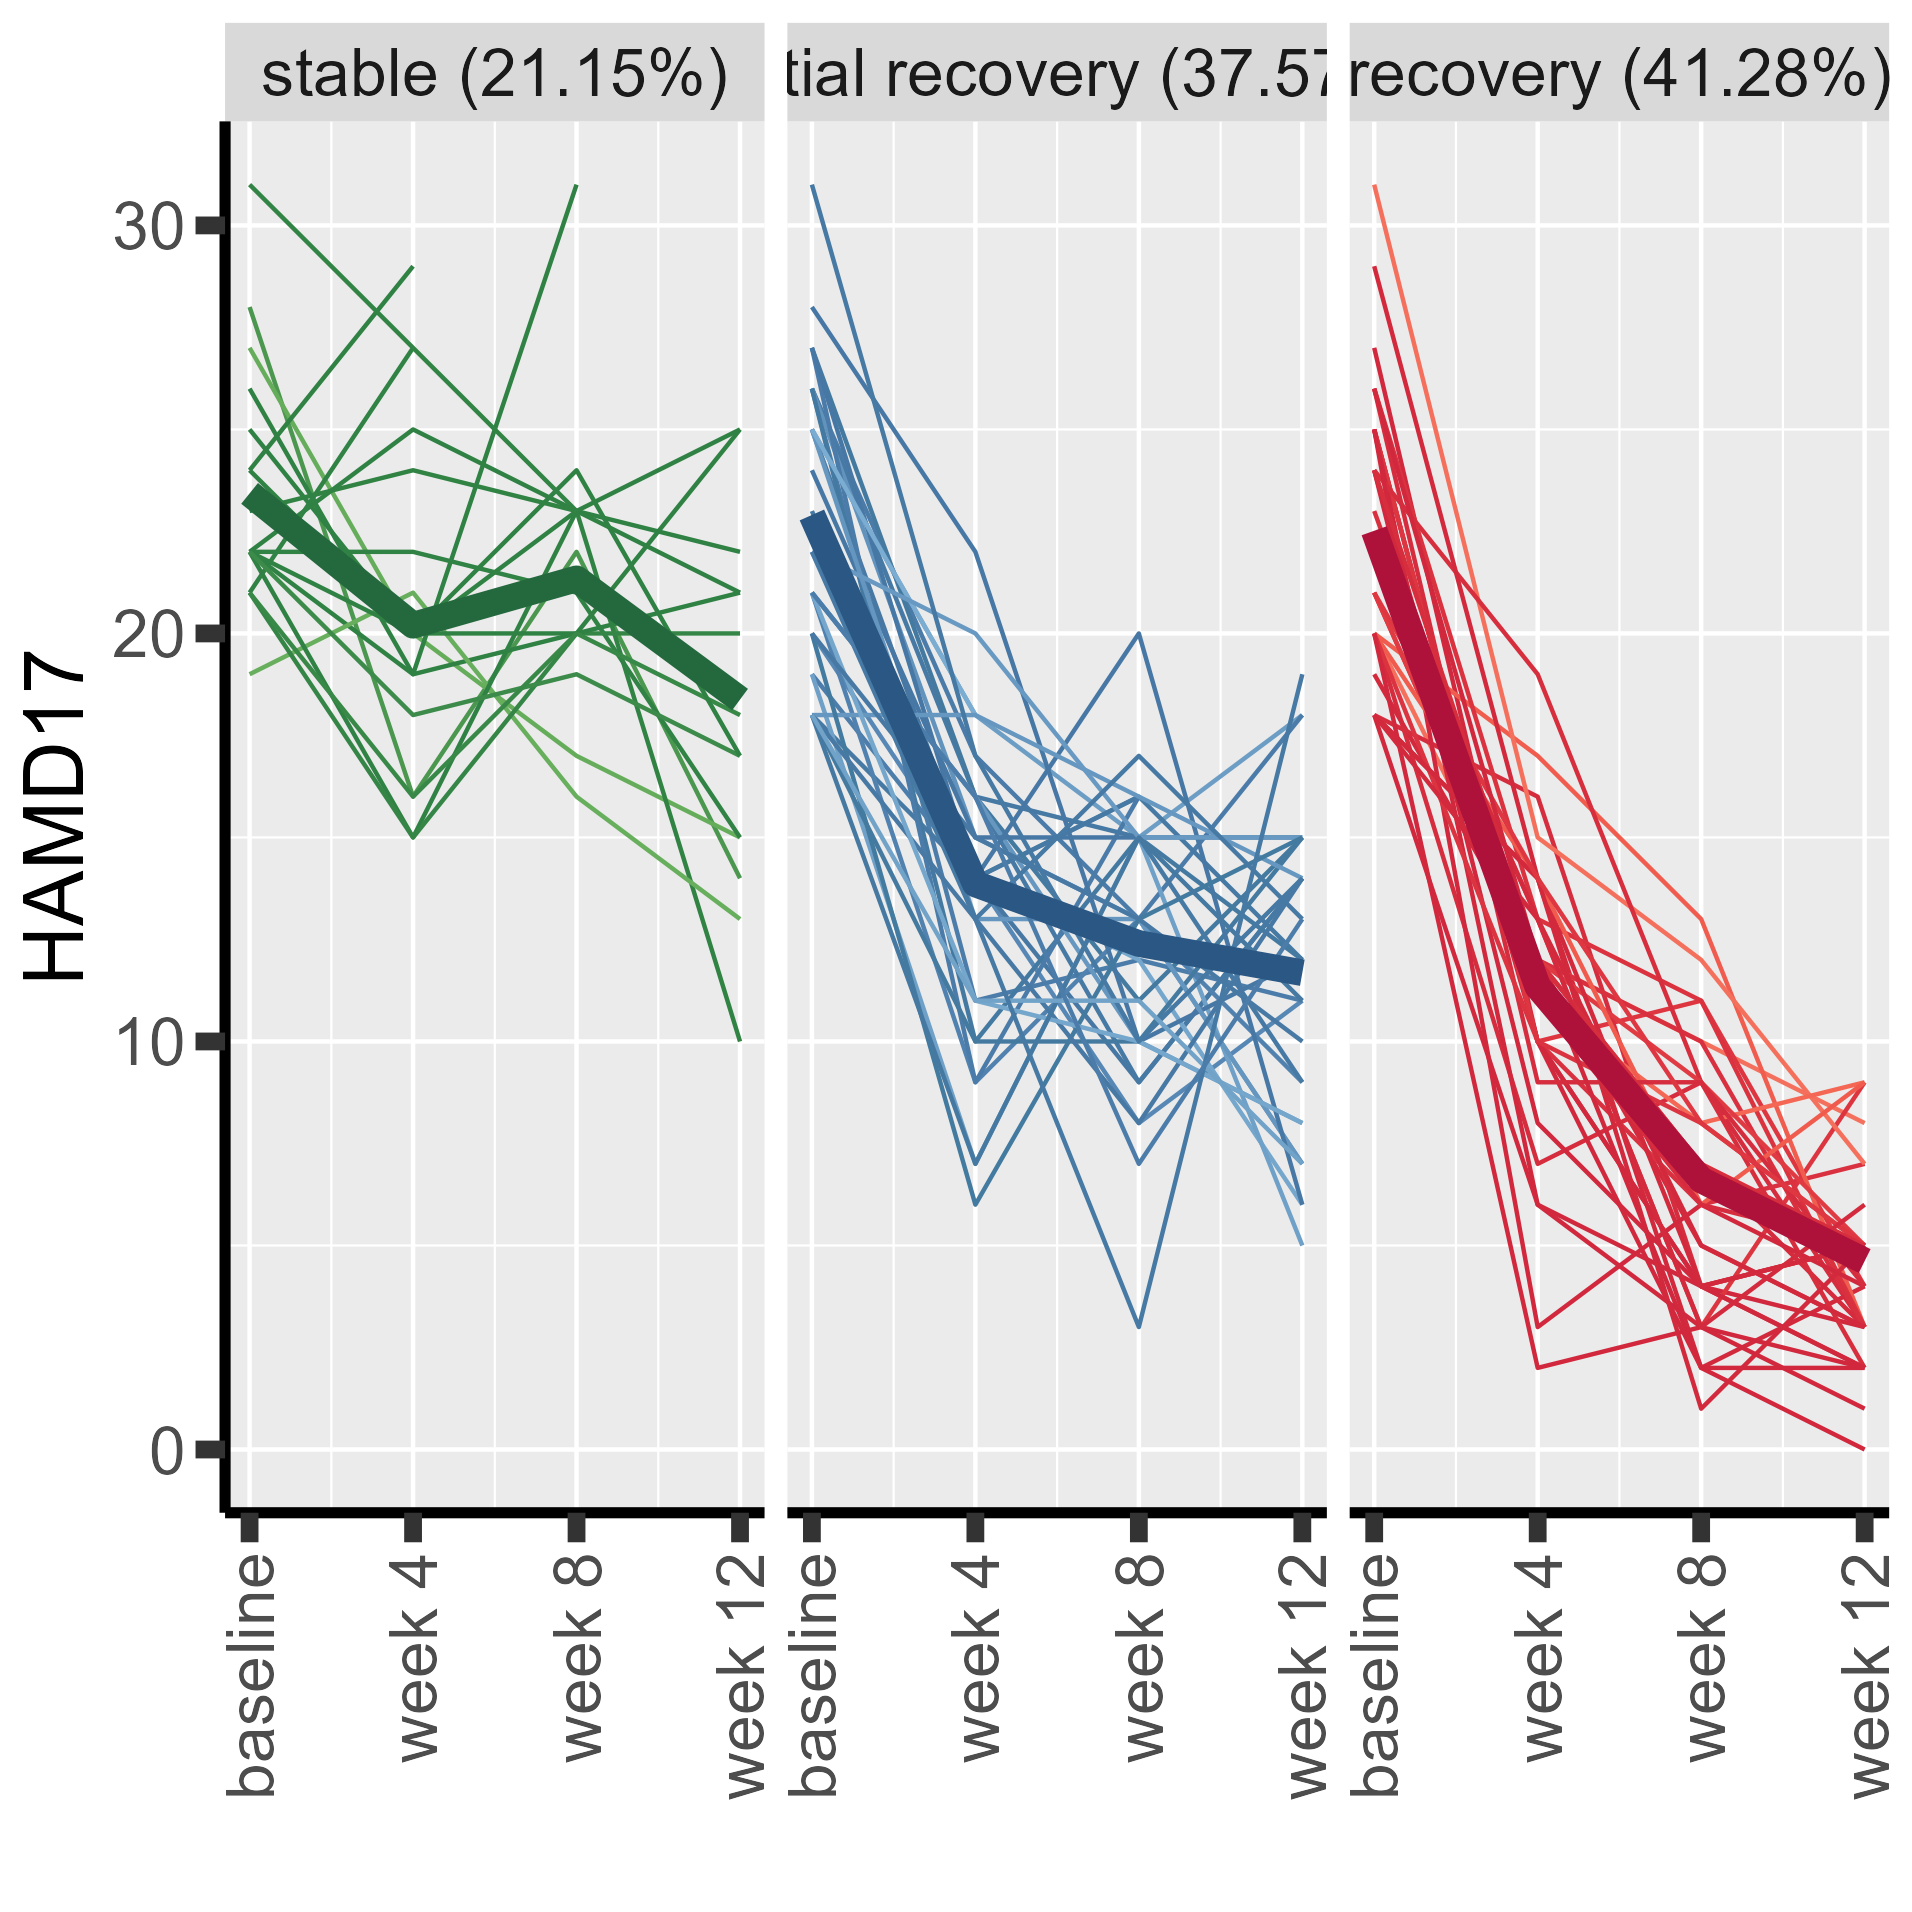 stable (21.15%)
tial recovery (37.57
recovery (41.28%)
HAMD17
30
20
10
0
baseline
week 4
week 8
week 12
baseline
week 4
week 8
week 12
baseline
week 4
week 8
week 12